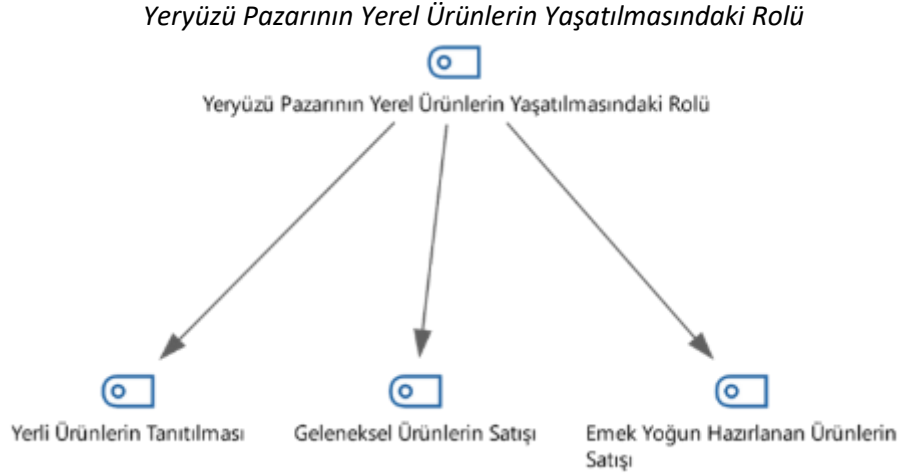 Yeryüzü Pazarının Yerel Ürünlerin Yaşatılmasındaki Rolü
Yeryüzü Pazarının Yerel Ürünlerin Yaşatılmasındaki Rolü
Yerli Ürünlerin Tanıtılması
Geleneksel Ürünlerin Satışı
Emek Yoğun Hazırlanan Ürünlerin
Satışı